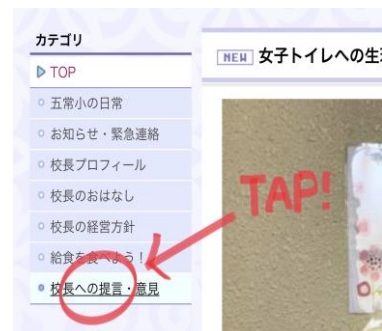 カテゴリ
TOP
五常小の日常
お知らせ・緊急連絡
校長プロフィール
校長のおはなし
校長の経営方針
給食を食べよう！
校長への提言・意見
NEW 女子トイレへの生
TAP!